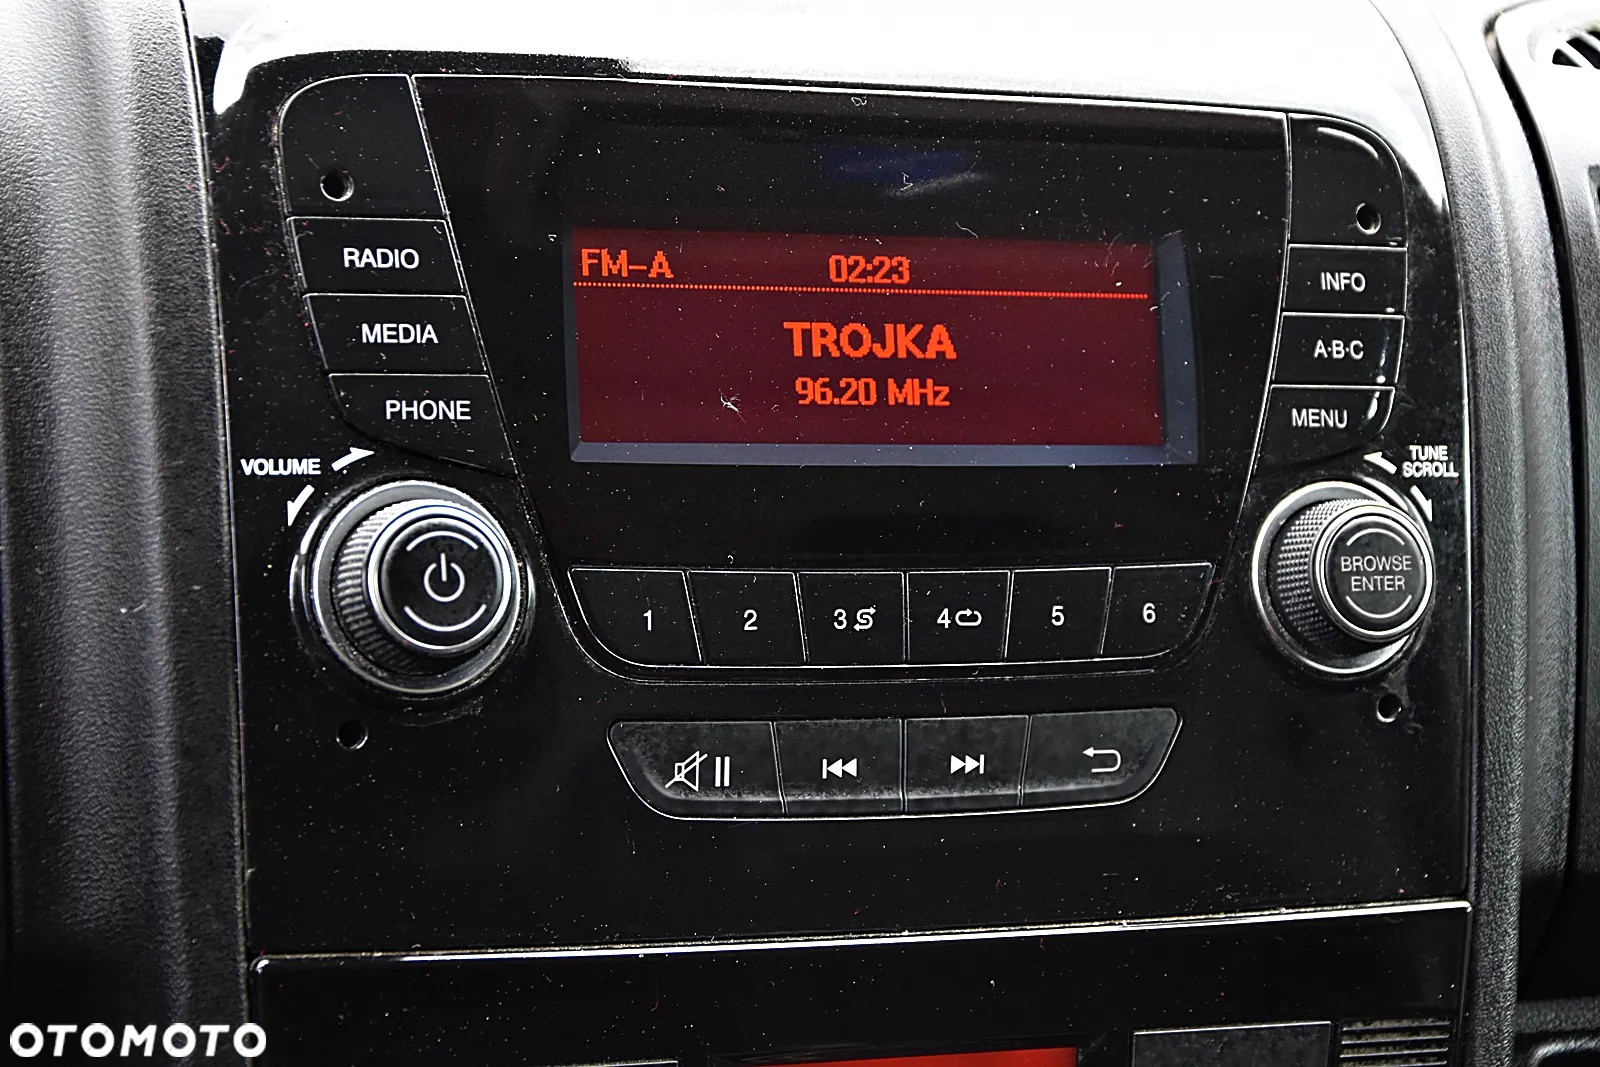 FM-A 02:23
TROJKA
96.20 MHz
RADIO
MEDIA
PHONE
VOLUME
INFO
A·B·C
MENU
TUNE
SCROLL
BROWSE
ENTER
1 2 3 4 5 6
OTOMOTO